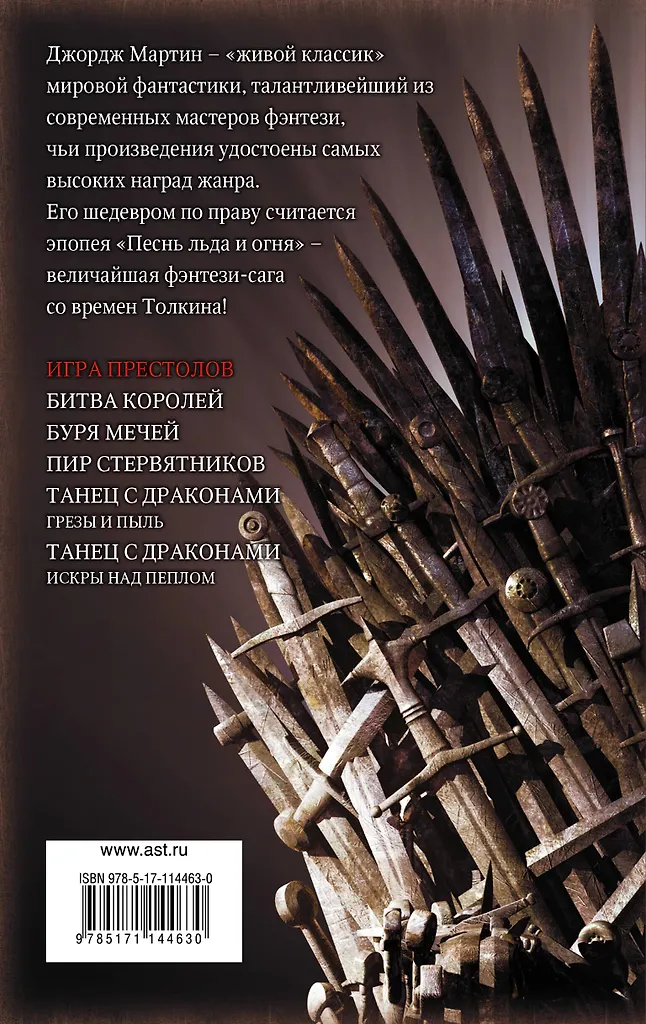 Джордж Мартин – «живой классик»
мировой фантастики, талантливейший из
современных мастеров фэнтези,
чьи произведения удостоены самых
высоких наград жанра.
Его шедевром по праву считается
эпопея «Песнь льда и огня» –
величайшая фэнтези-сага
со времен Толкина!
ИГРА ПРЕСТОЛОВ
БИТВА КОРОЛЕЙ
БУРЯ МЕЧЕЙ
ПИР СТЕРВЯТНИКОВ
ТАНЕЦ С ДРАКОНАМИ
ГРЕЗЫ И ПЫЛЬ
ТАНЕЦ С ДРАКОНАМИ
ИСКРЫ НАД ПЕПЛОМ
www.ast.ru
ISBN 978-5-17-114463-0
9 785171 144630